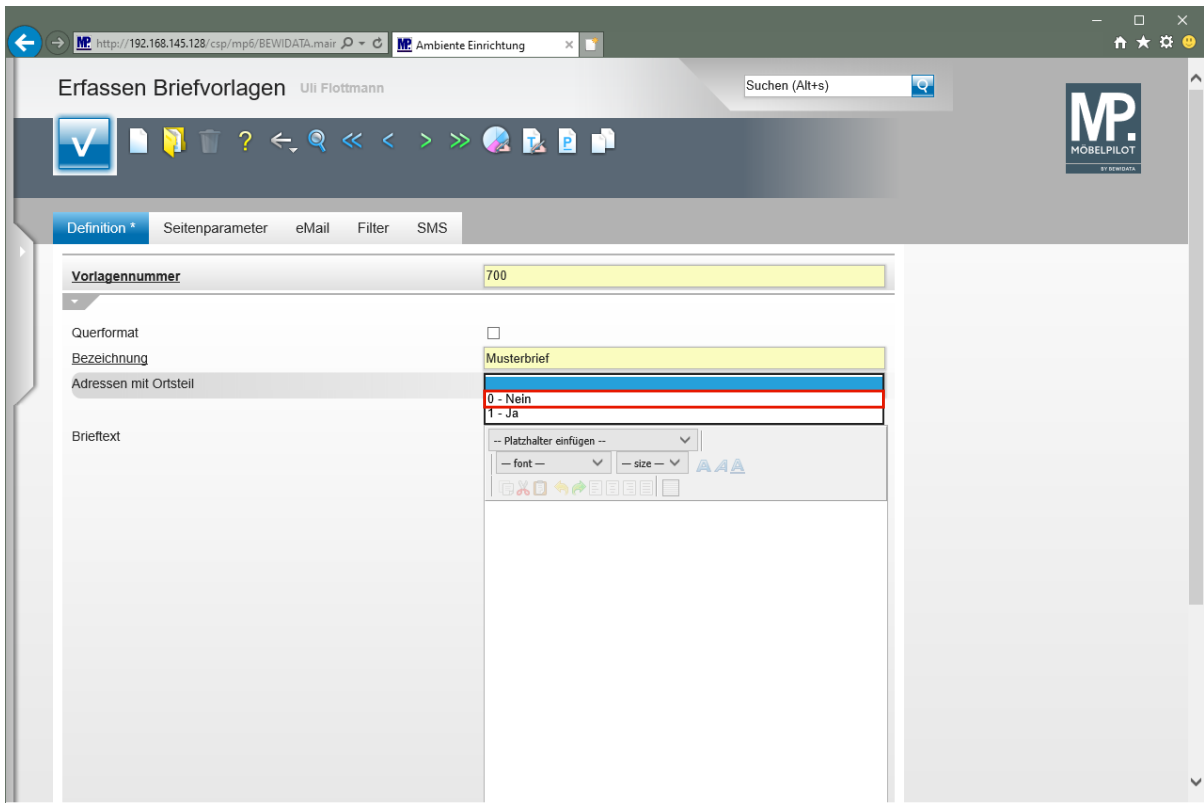 http://192.168.145.128/csp/mp6/BEWIDATA.mair
MP. Ambiente Einrichtung
Erfassen Briefvorlagen Uli Flottmann
Suchen (Alt+s)
MP.
MÖBELPILOT
BY BEWIDATA
Definition * Seitenparameter eMail Filter SMS
Vorlagennummer 700
Querformat
Bezeichnung Musterbrief
Adressen mit Ortsteil
0 - Nein
1 - Ja
Brieftext
-- Platzhalter einfügen --
— font — — size — A A A